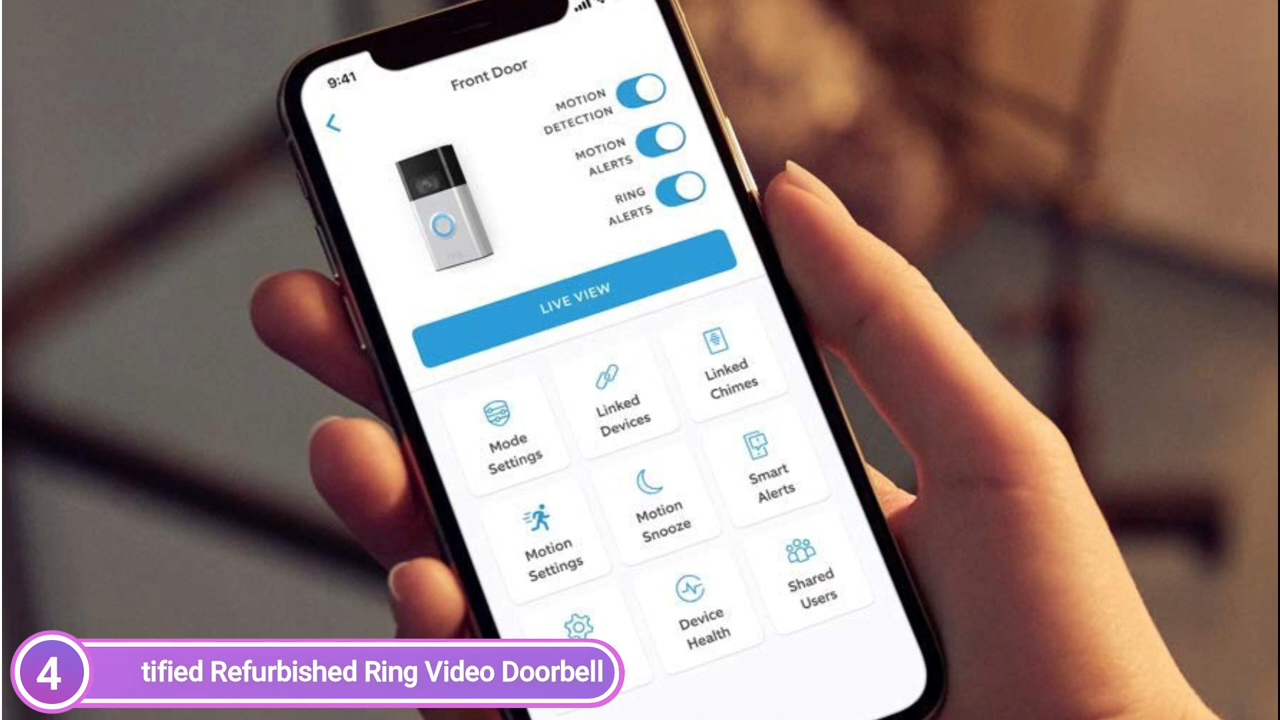 9:41
Front Door
MOTION
DETECTION
MOTION
ALERTS
RING
ALERTS
LIVE VIEW
Mode
Settings
Linked
Devices
Linked
Chimes
Motion
Settings
Motion
Snooze
Smart
Alerts
Device
Health
Shared
Users
4
tified Refurbished Ring Video Doorbell